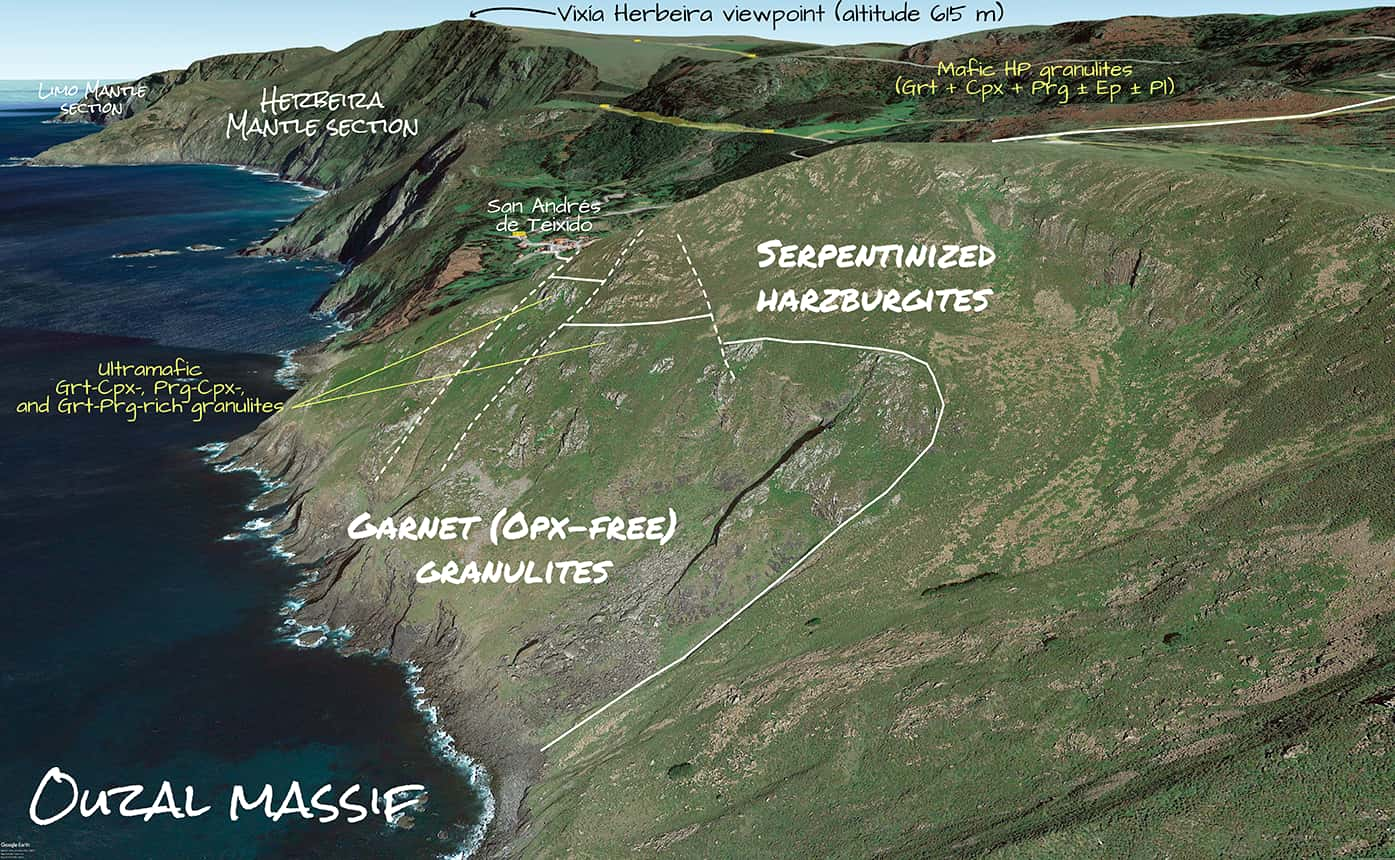 Vixía Herbeira viewpoint (altitude 615 m)
Limo Mantle
section
Herbeira
Mantle section
Mafic HP granulites
(Grt + Cpx + Prg ± Ep ± Pl)
San Andrés
de Teixido
Serpentinized
harzburgites
Ultramafic
Grt-Cpx-, Prg-Cpx-,
and Grt-Prg-rich granulites
Garnet (Opx-free)
granulites
Ouzal massif
Google Earth